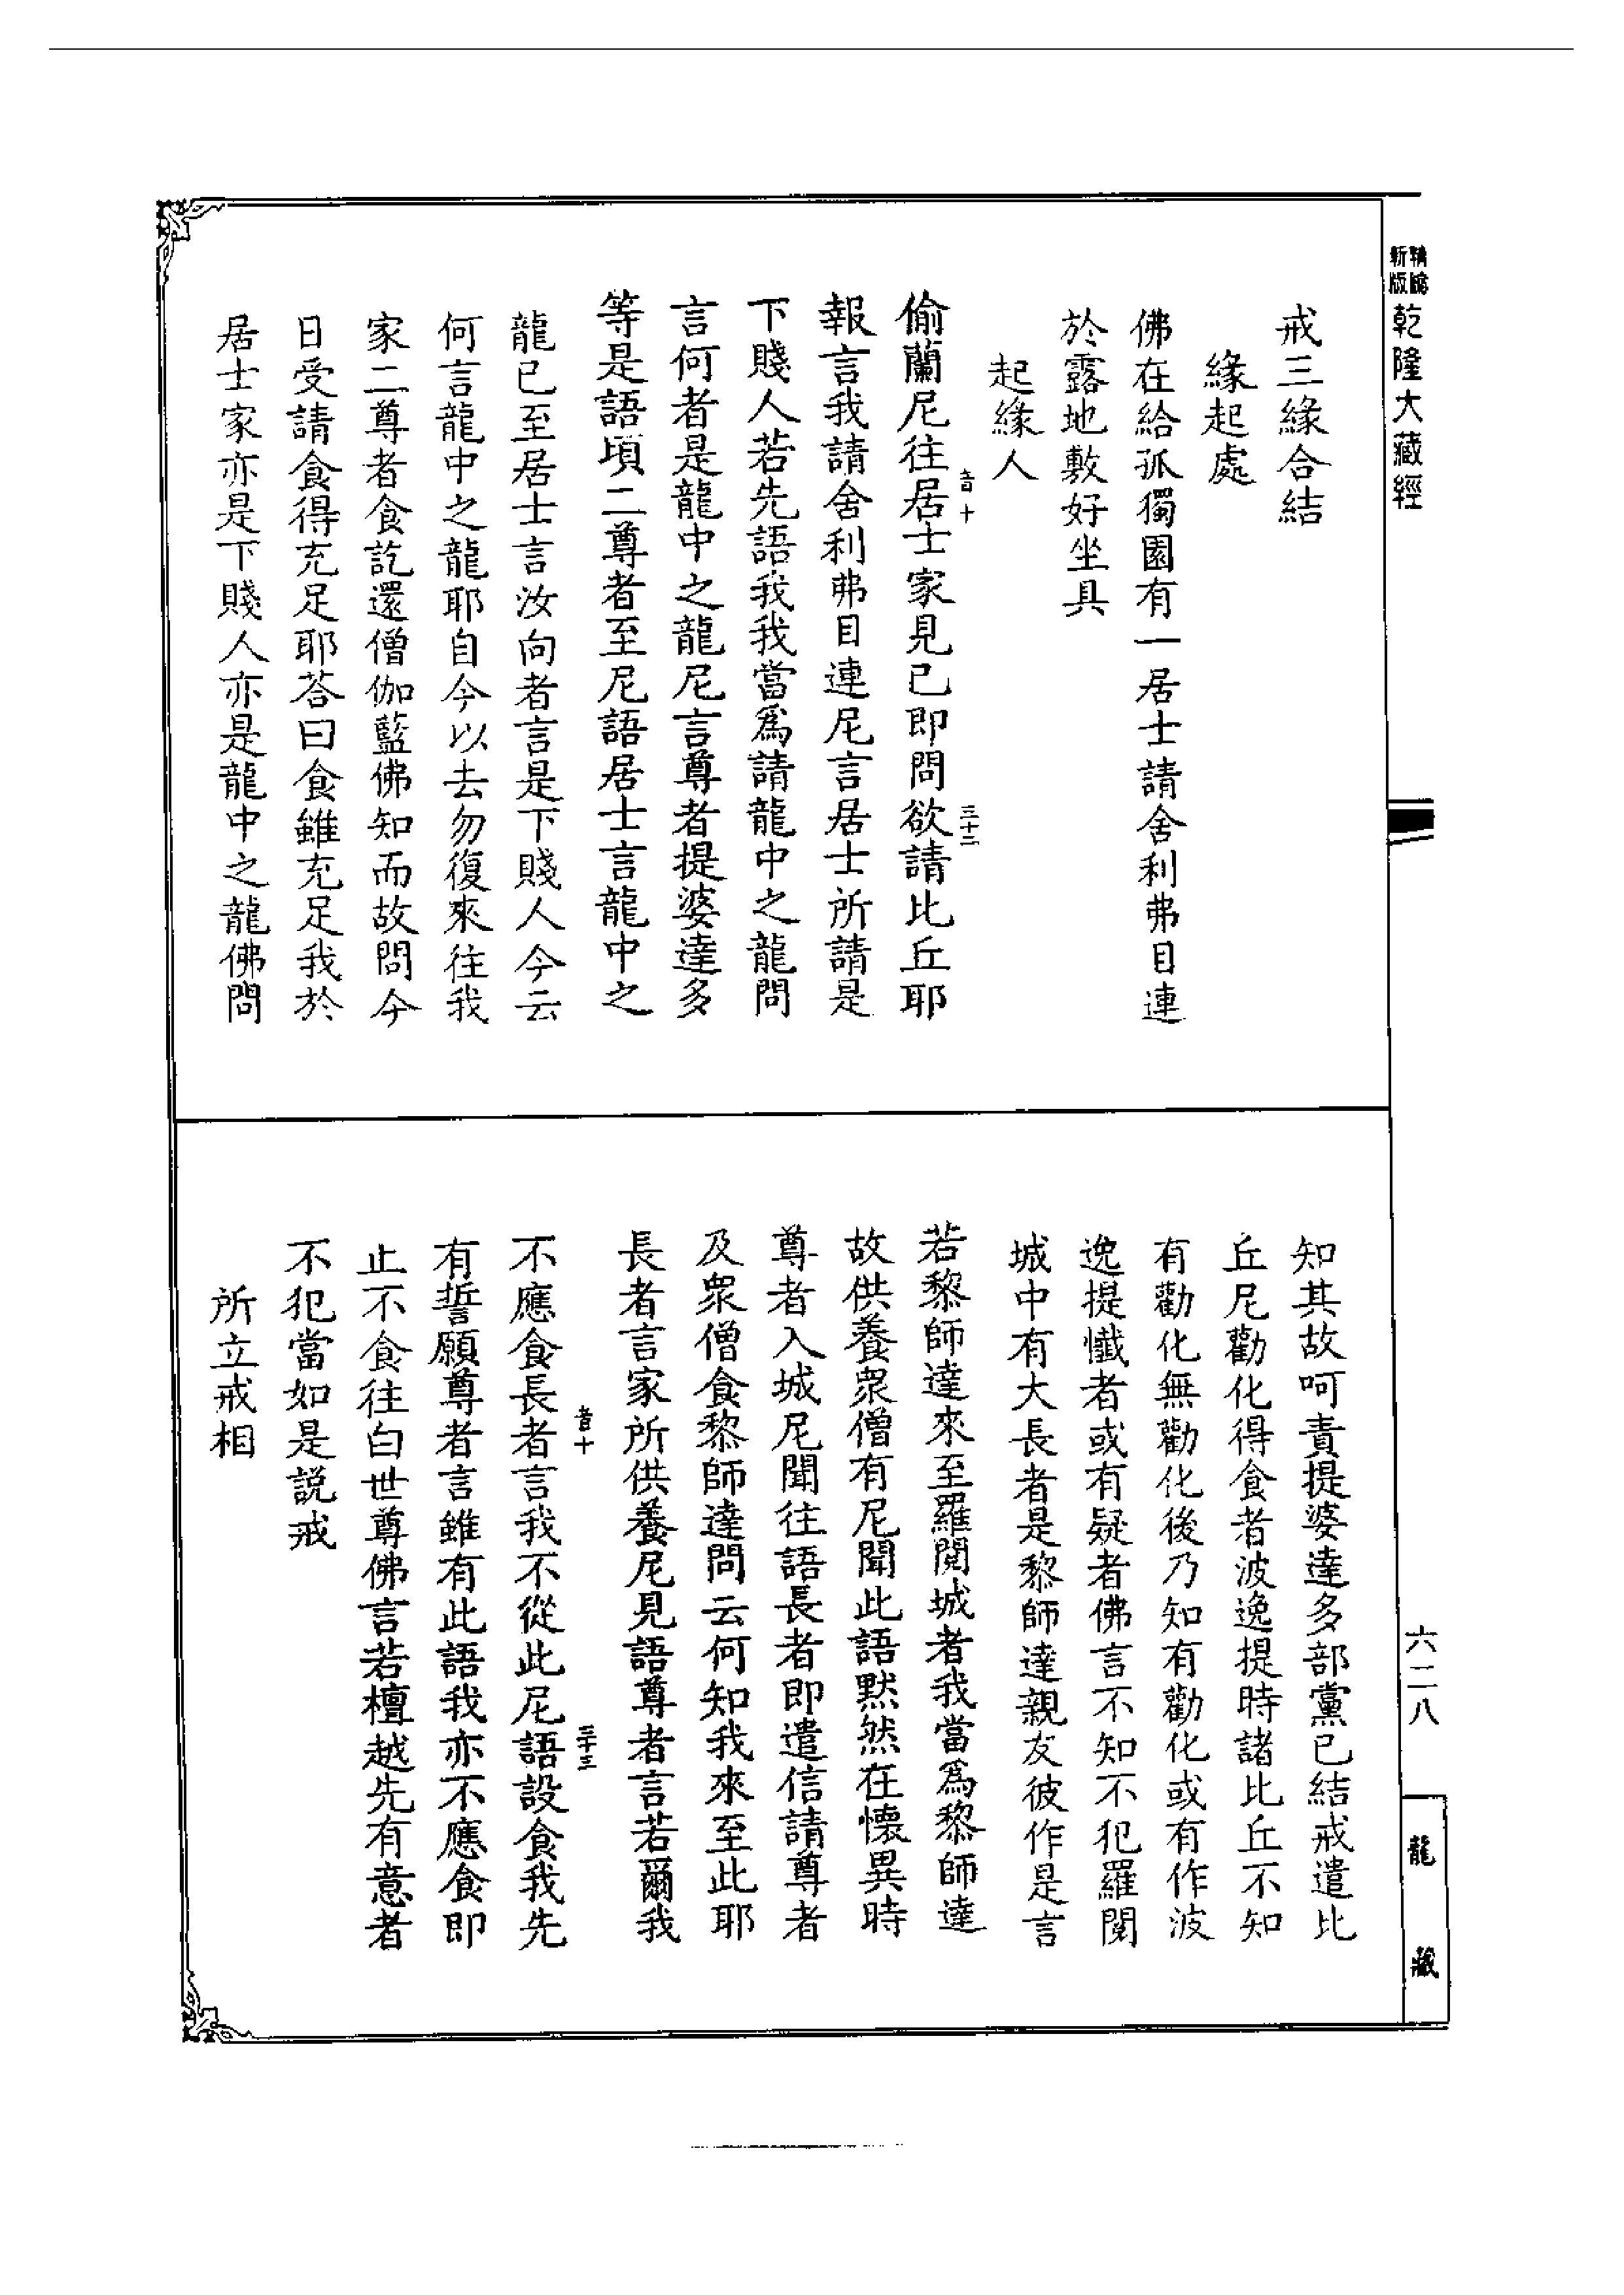 新版精縮乾隆大藏經
戒三緣合結
緣起處
佛在給孤獨園有一居士請舍利弗目連
於露地敷好坐具
起緣人
偷蘭尼往居士家見已即問欲請比丘耶
報言我請舍利弗目連尼言居士所請是
下賤人若先語我我當爲請龍中之龍問
言何者是龍中之龍尼言尊者提婆達多
等是語頃二尊者至尼語居士言龍中之
龍已至居士言汝向者言是下賤人今云
何言龍中之龍耶自今以去勿復來往我
家二尊者食訖還僧伽藍佛知而故問今
日受請食得充足耶荅曰食雖充足我於
居士家亦是下賤人亦是龍中之龍佛問
知其故呵責提婆達多部黨已結戒遣比
丘尼勸化得食者波逸提時諸比丘不知
有勸化無勸化後乃知有勸化或有作波
逸提懺者或有疑者佛言不知不犯羅閱
城中有大長者是黎師達親友彼作是言
若黎師達來至羅閱城者我當爲黎師達
故供養衆僧有尼聞此語默然在懷異時
尊者入城尼聞往語長者即遣信請尊者
及衆僧食黎師達問云何知我來至此耶
長者言家所供養尼見語尊者言若爾我
不應食長者言我不從此尼語設食我先
有誓願尊者言雖有此語我亦不應食即
止不食往白世尊佛言若檀越先有意者
不犯當如是說戒
所立戒相
六二八
龍藏